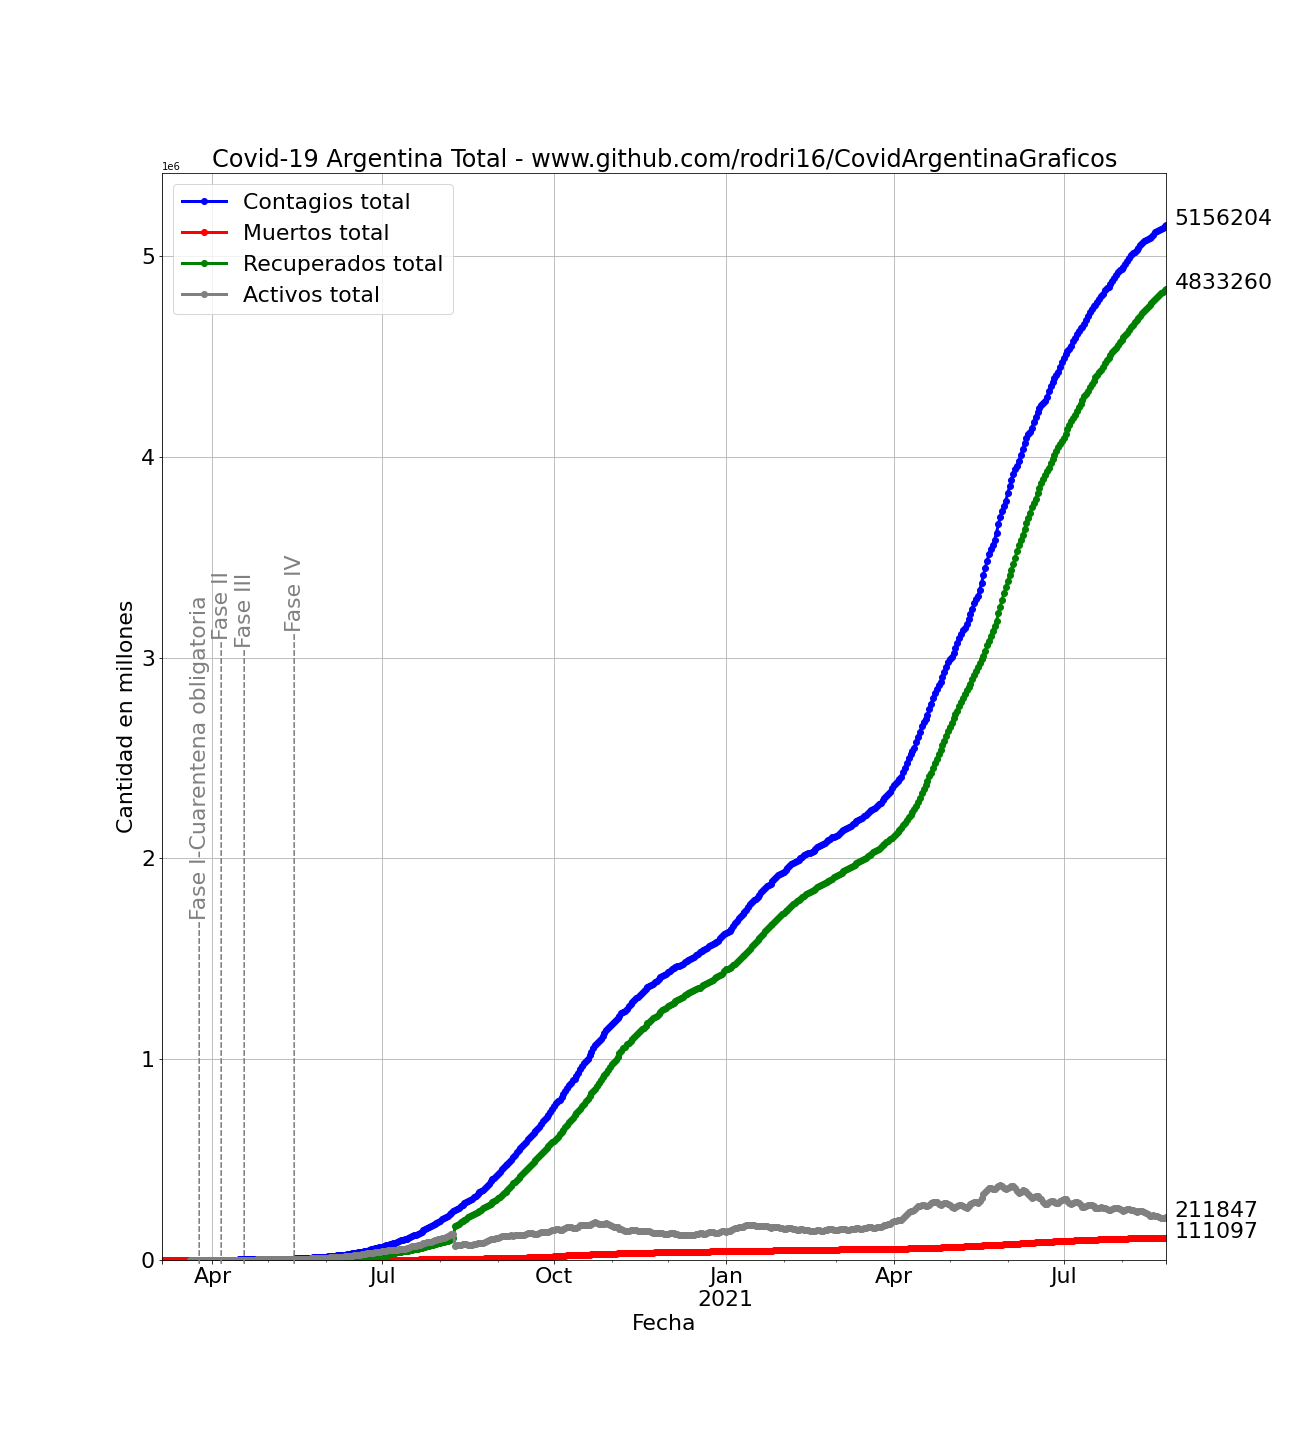 Covid-19 Argentina Total - www.github.com/rodri16/CovidArgentinaGraficos
1e6
Contagios total
Muertos total
Recuperados total
Activos total
5156204
4833260
211847
111097
5
4
3
2
1
0
Cantidad en millones
Fase I-Cuarentena obligatoria
Fase II
Fase III
Fase IV
Apr
Jul
Oct
Jan
2021
Apr
Jul
Fecha